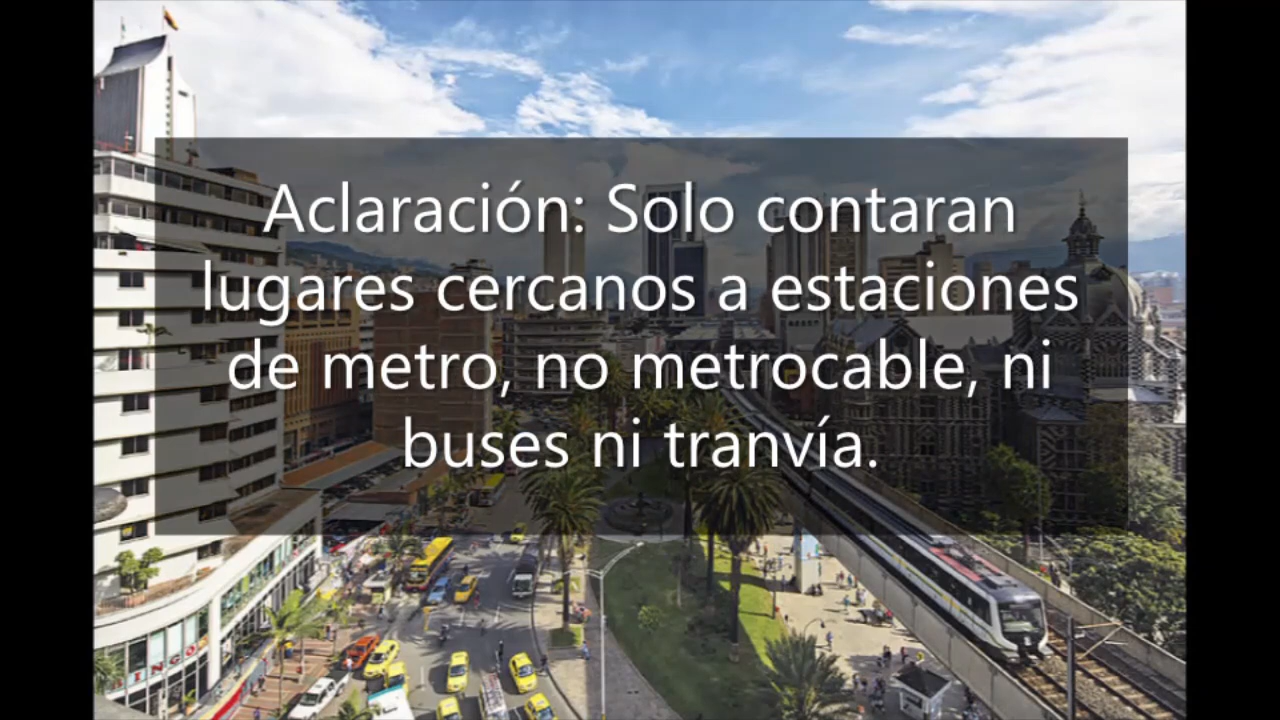 Aclaración: Solo contaran
lugares cercanos a estaciones
de metro, no metrocable, ni
buses ni tranvía.